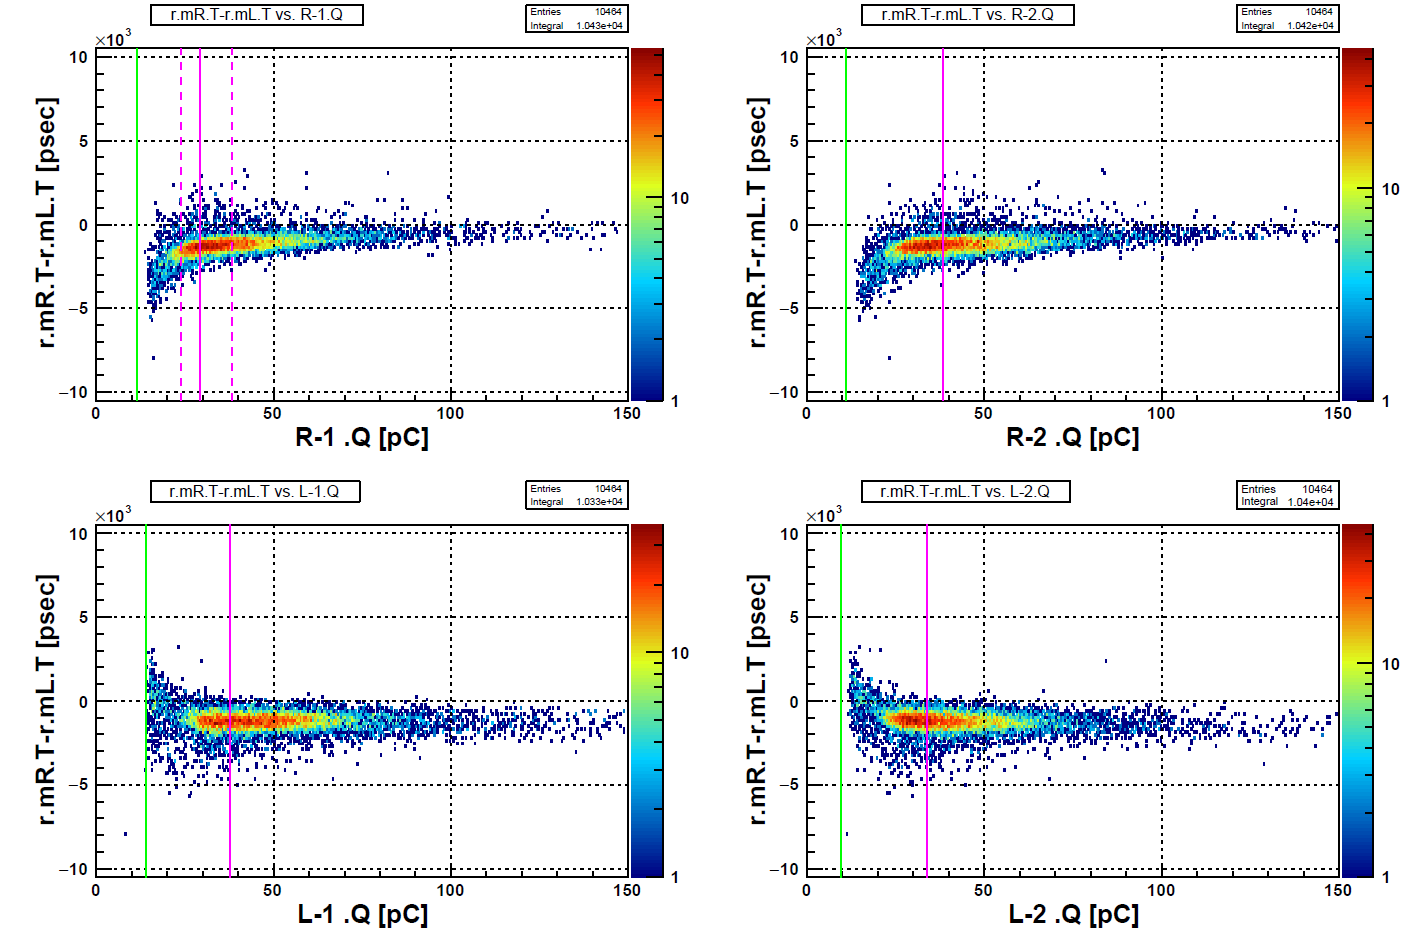 r.mR.T-r.mL.T vs. R-1.Q
Entries 10464
Integral 1.043e+04
×10³
10
5
0
−5
−10
r.mR.T-r.mL.T [psec]
0 50 100 150
R-1 .Q [pC]
10
1
r.mR.T-r.mL.T vs. R-2.Q
Entries 10464
Integral 1.042e+04
×10³
10
5
0
−5
−10
r.mR.T-r.mL.T [psec]
0 50 100 150
R-2 .Q [pC]
10
1
r.mR.T-r.mL.T vs. L-1.Q
Entries 10464
Integral 1.033e+04
×10³
10
5
0
−5
−10
r.mR.T-r.mL.T [psec]
0 50 100 150
L-1 .Q [pC]
10
1
r.mR.T-r.mL.T vs. L-2.Q
Entries 10464
Integral 1.04e+04
×10³
10
5
0
−5
−10
r.mR.T-r.mL.T [psec]
0 50 100 150
L-2 .Q [pC]
10
1